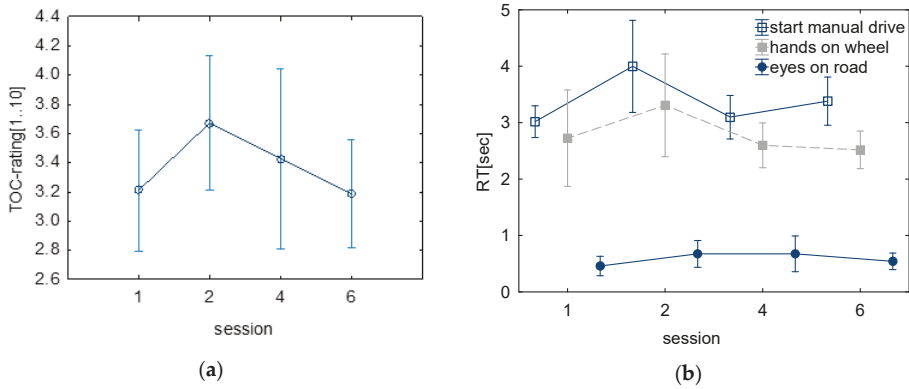 4.4
4.2
4.0
3.8
3.6
3.4
3.2
3.0
2.8
2.6
TOC-rating[1..10]
1 2 4 6
session
(a)
start manual drive
hands on wheel
eyes on road
5
4
3
2
1
0
RT[sec]
1 2 4 6
session
(b)